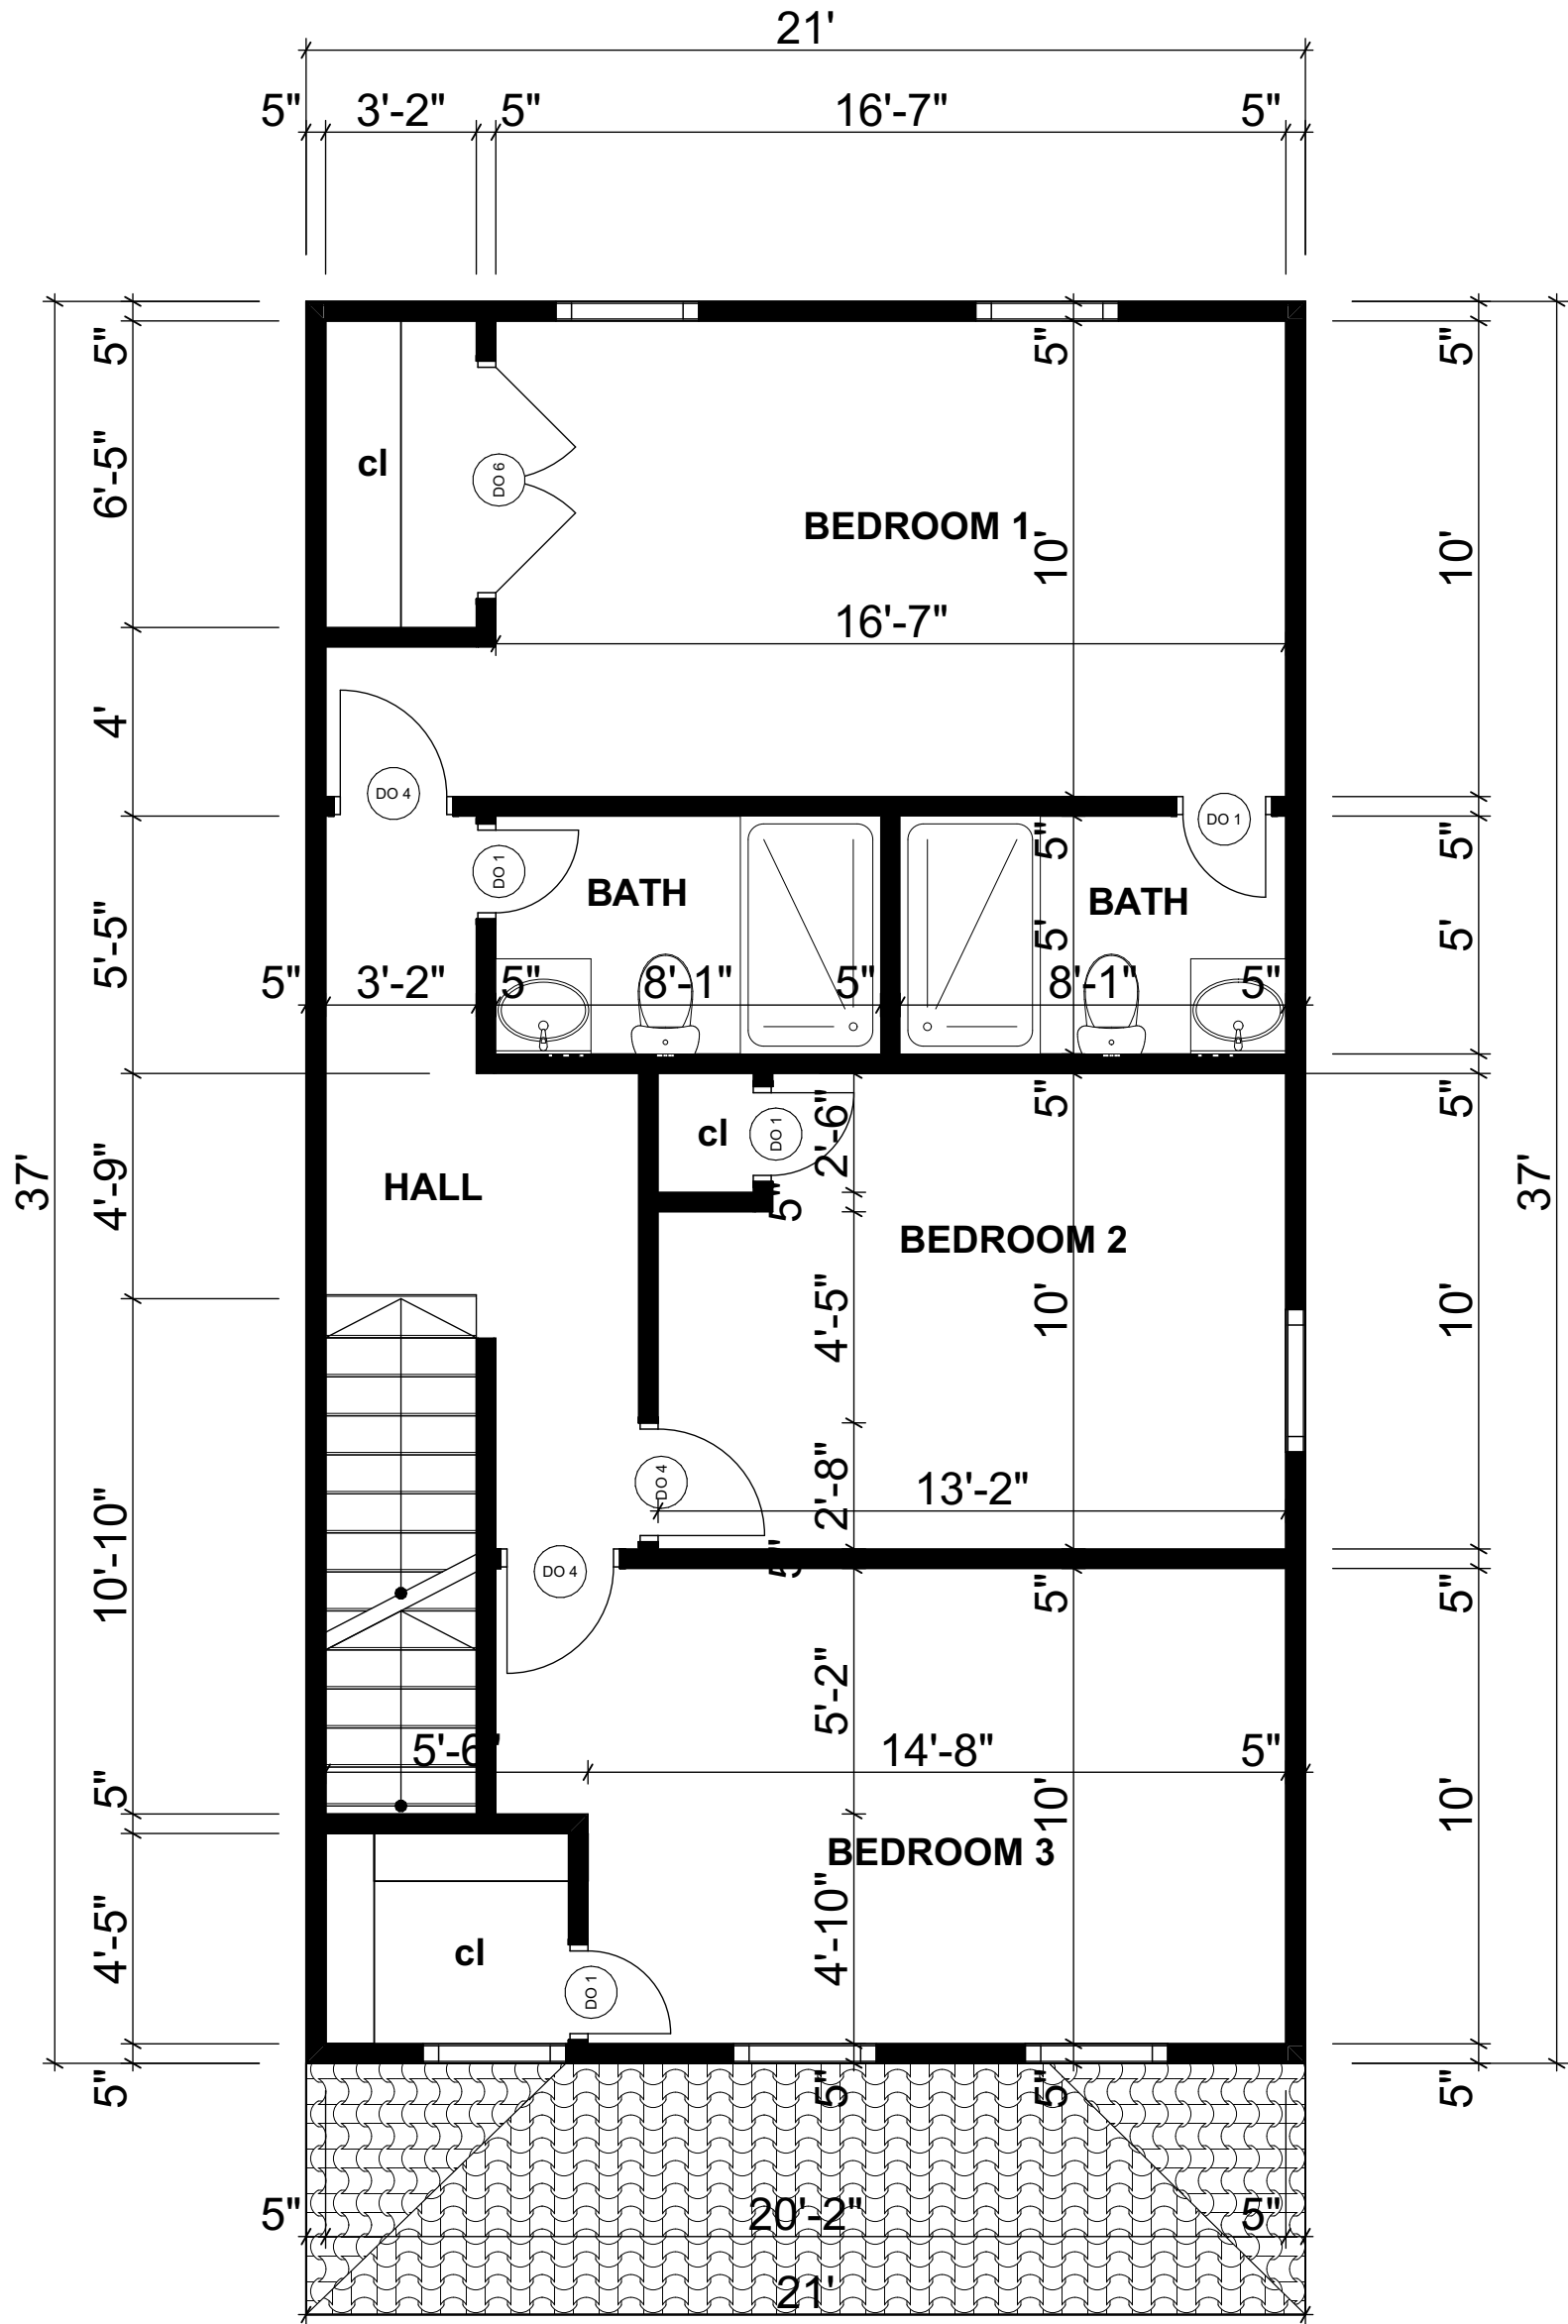 21'
5" 3'-2" 5" 16'-7" 5"
5" 5" 5"
6'-5" cl DO 6 BEDROOM 1 10' 10'
16'-7"
4'
DO 4 DO 1
5" 5"
DO 1 BATH BATH
5'-5" 5' 5'
5" 3'-2" 5" 8'-1" 5" 8'-1" 5"
5" 5"
cl DO 1 2'-6"
37' 4'-9" HALL 5" 37'
BEDROOM 2
4'-5" 10' 10'
DO 4 2'-8" 13'-2"
10'-10" DO 4 5" 5" 5"
5'-2"
5'-6" 14'-8" 5"
5" 10' 10'
BEDROOM 3
4'-5" cl 4'-10"
DO 1
5" 5" 5" 5"
5" 20'-2" 5"
21'